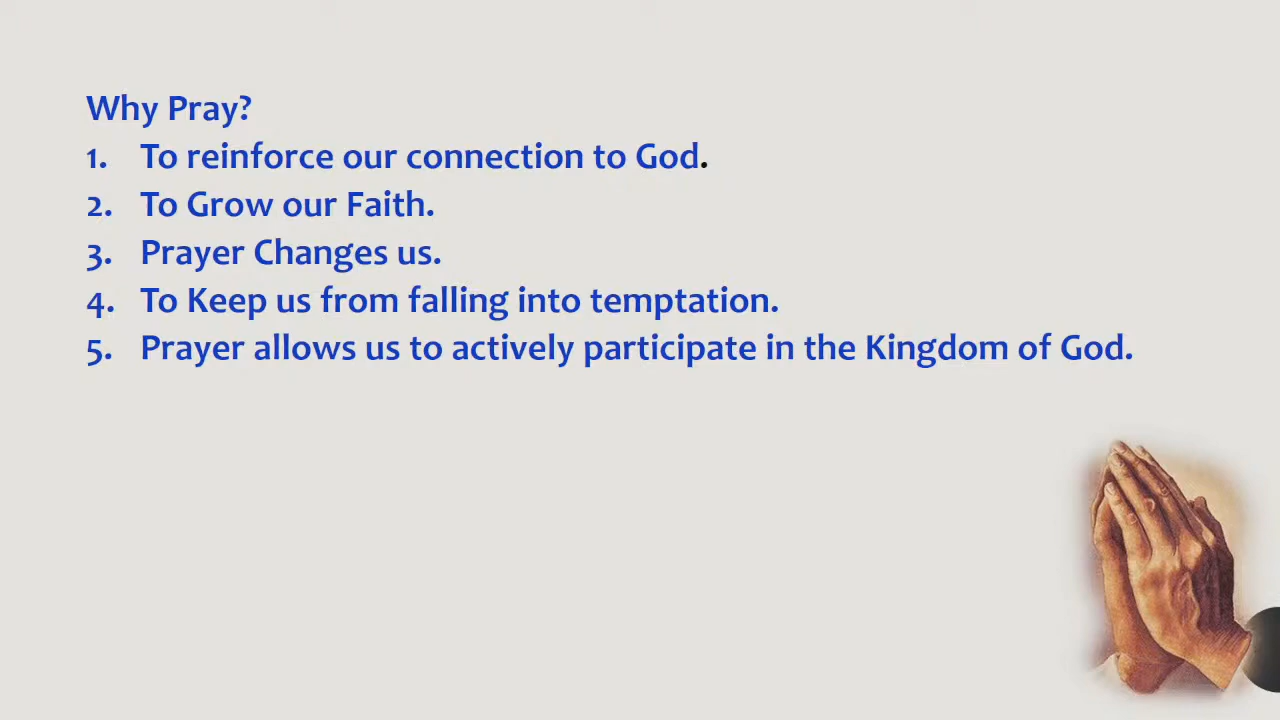 Why Pray?
1. To reinforce our connection to God.
2. To Grow our Faith.
3. Prayer Changes us.
4. To Keep us from falling into temptation.
5. Prayer allows us to actively participate in the Kingdom of God.